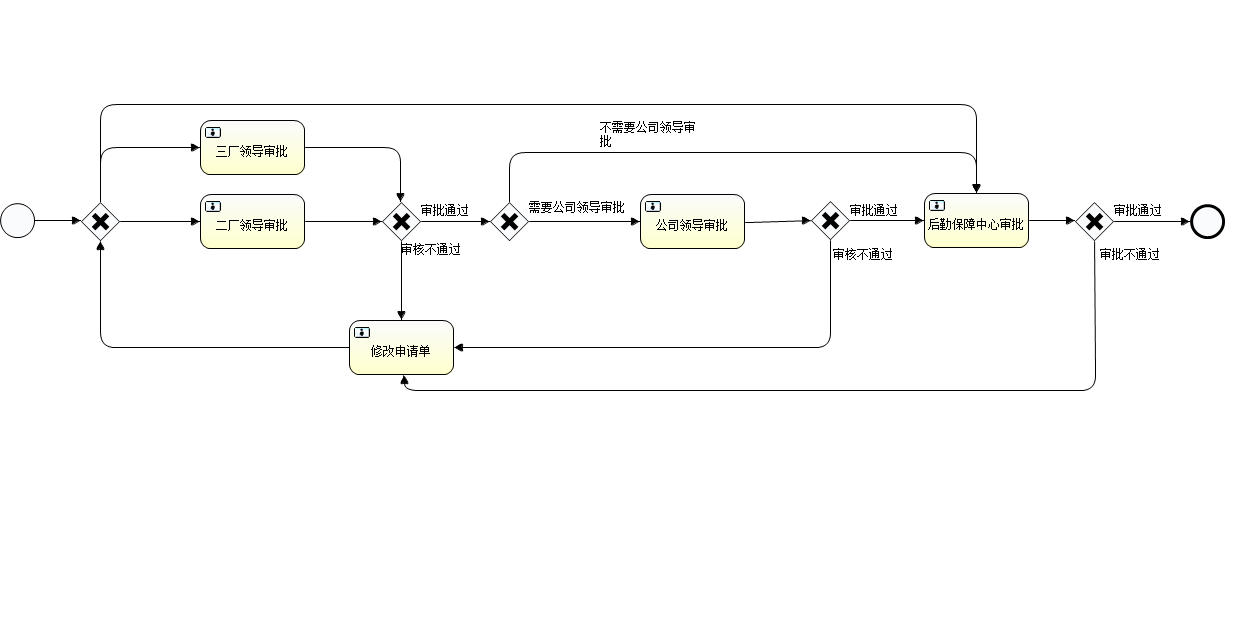 不需要公司领导审
批
三厂领导审批
审批通过
需要公司领导审批
审批通过
审批通过
二厂领导审批
公司领导审批
后勤保障中心审批
审核不通过
审核不通过
审批不通过
修改申请单